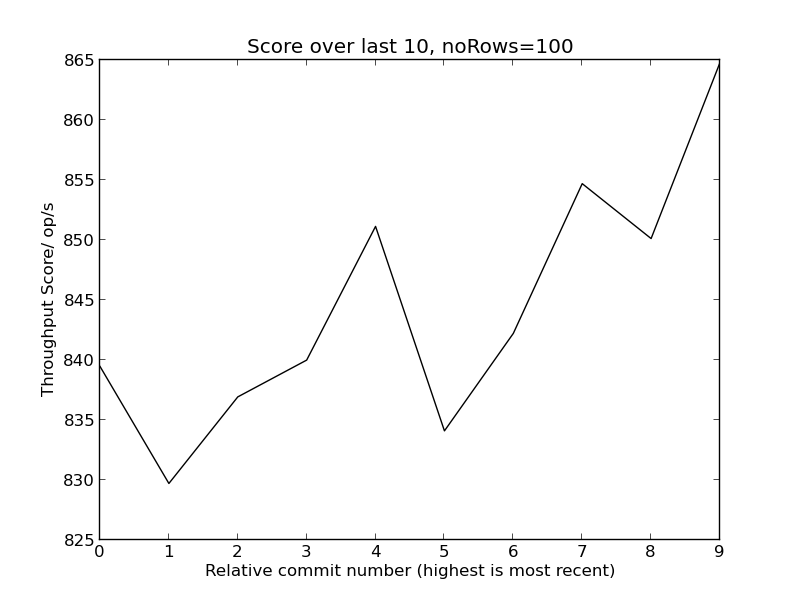 Score over last 10, noRows=100
865
860
855
850
845
840
835
830
825
Throughput Score/ op/s
0 1 2 3 4 5 6 7 8 9
Relative commit number (highest is most recent)